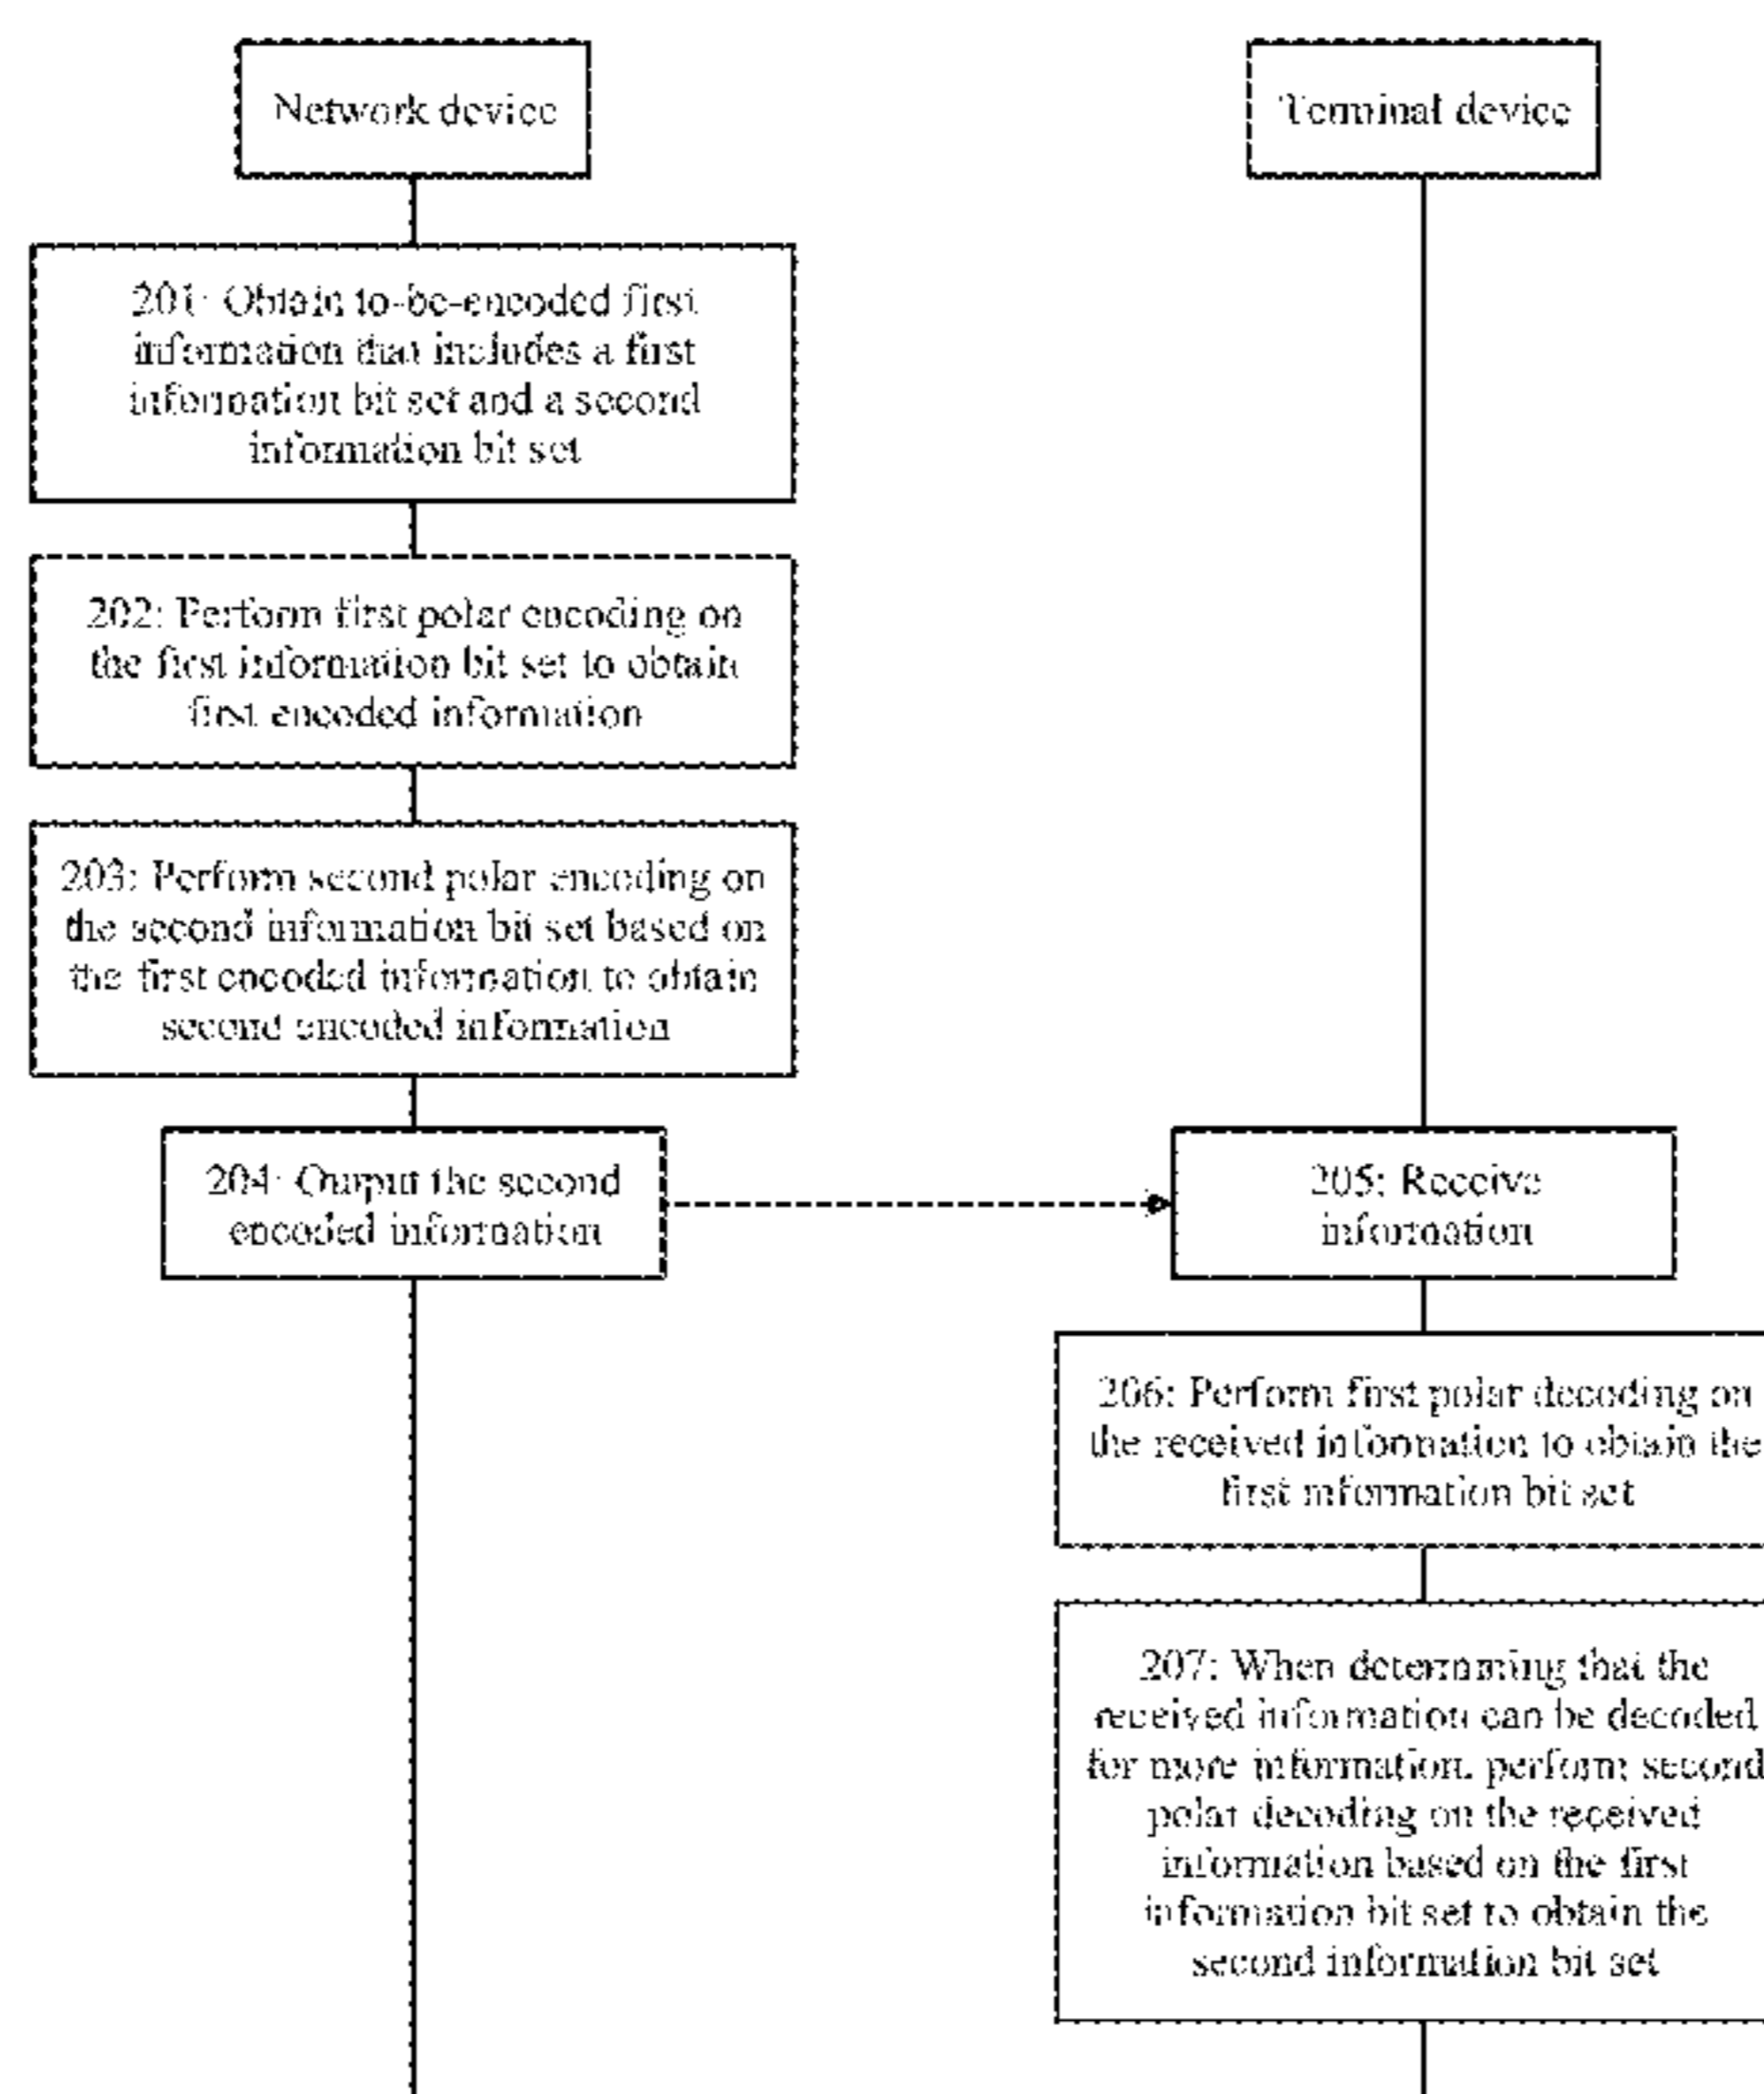 Network device
Terminal device
201: Obtain to-be-encoded first
information that includes a first
information bit set and a second
information bit set
202: Perform first polar encoding on
the first information bit set to obtain
first encoded information
203: Perform second polar encoding on
the second information bit set based on
the first encoded information to obtain
second encoded information
204: Output the second
encoded information
205: Receive
information
206: Perform first polar decoding on
the received information to obtain the
first information bit set
207: When determining that the
received information can be decoded
for more information, perform second
polar decoding on the received
information based on the first
information bit set to obtain the
second information bit set